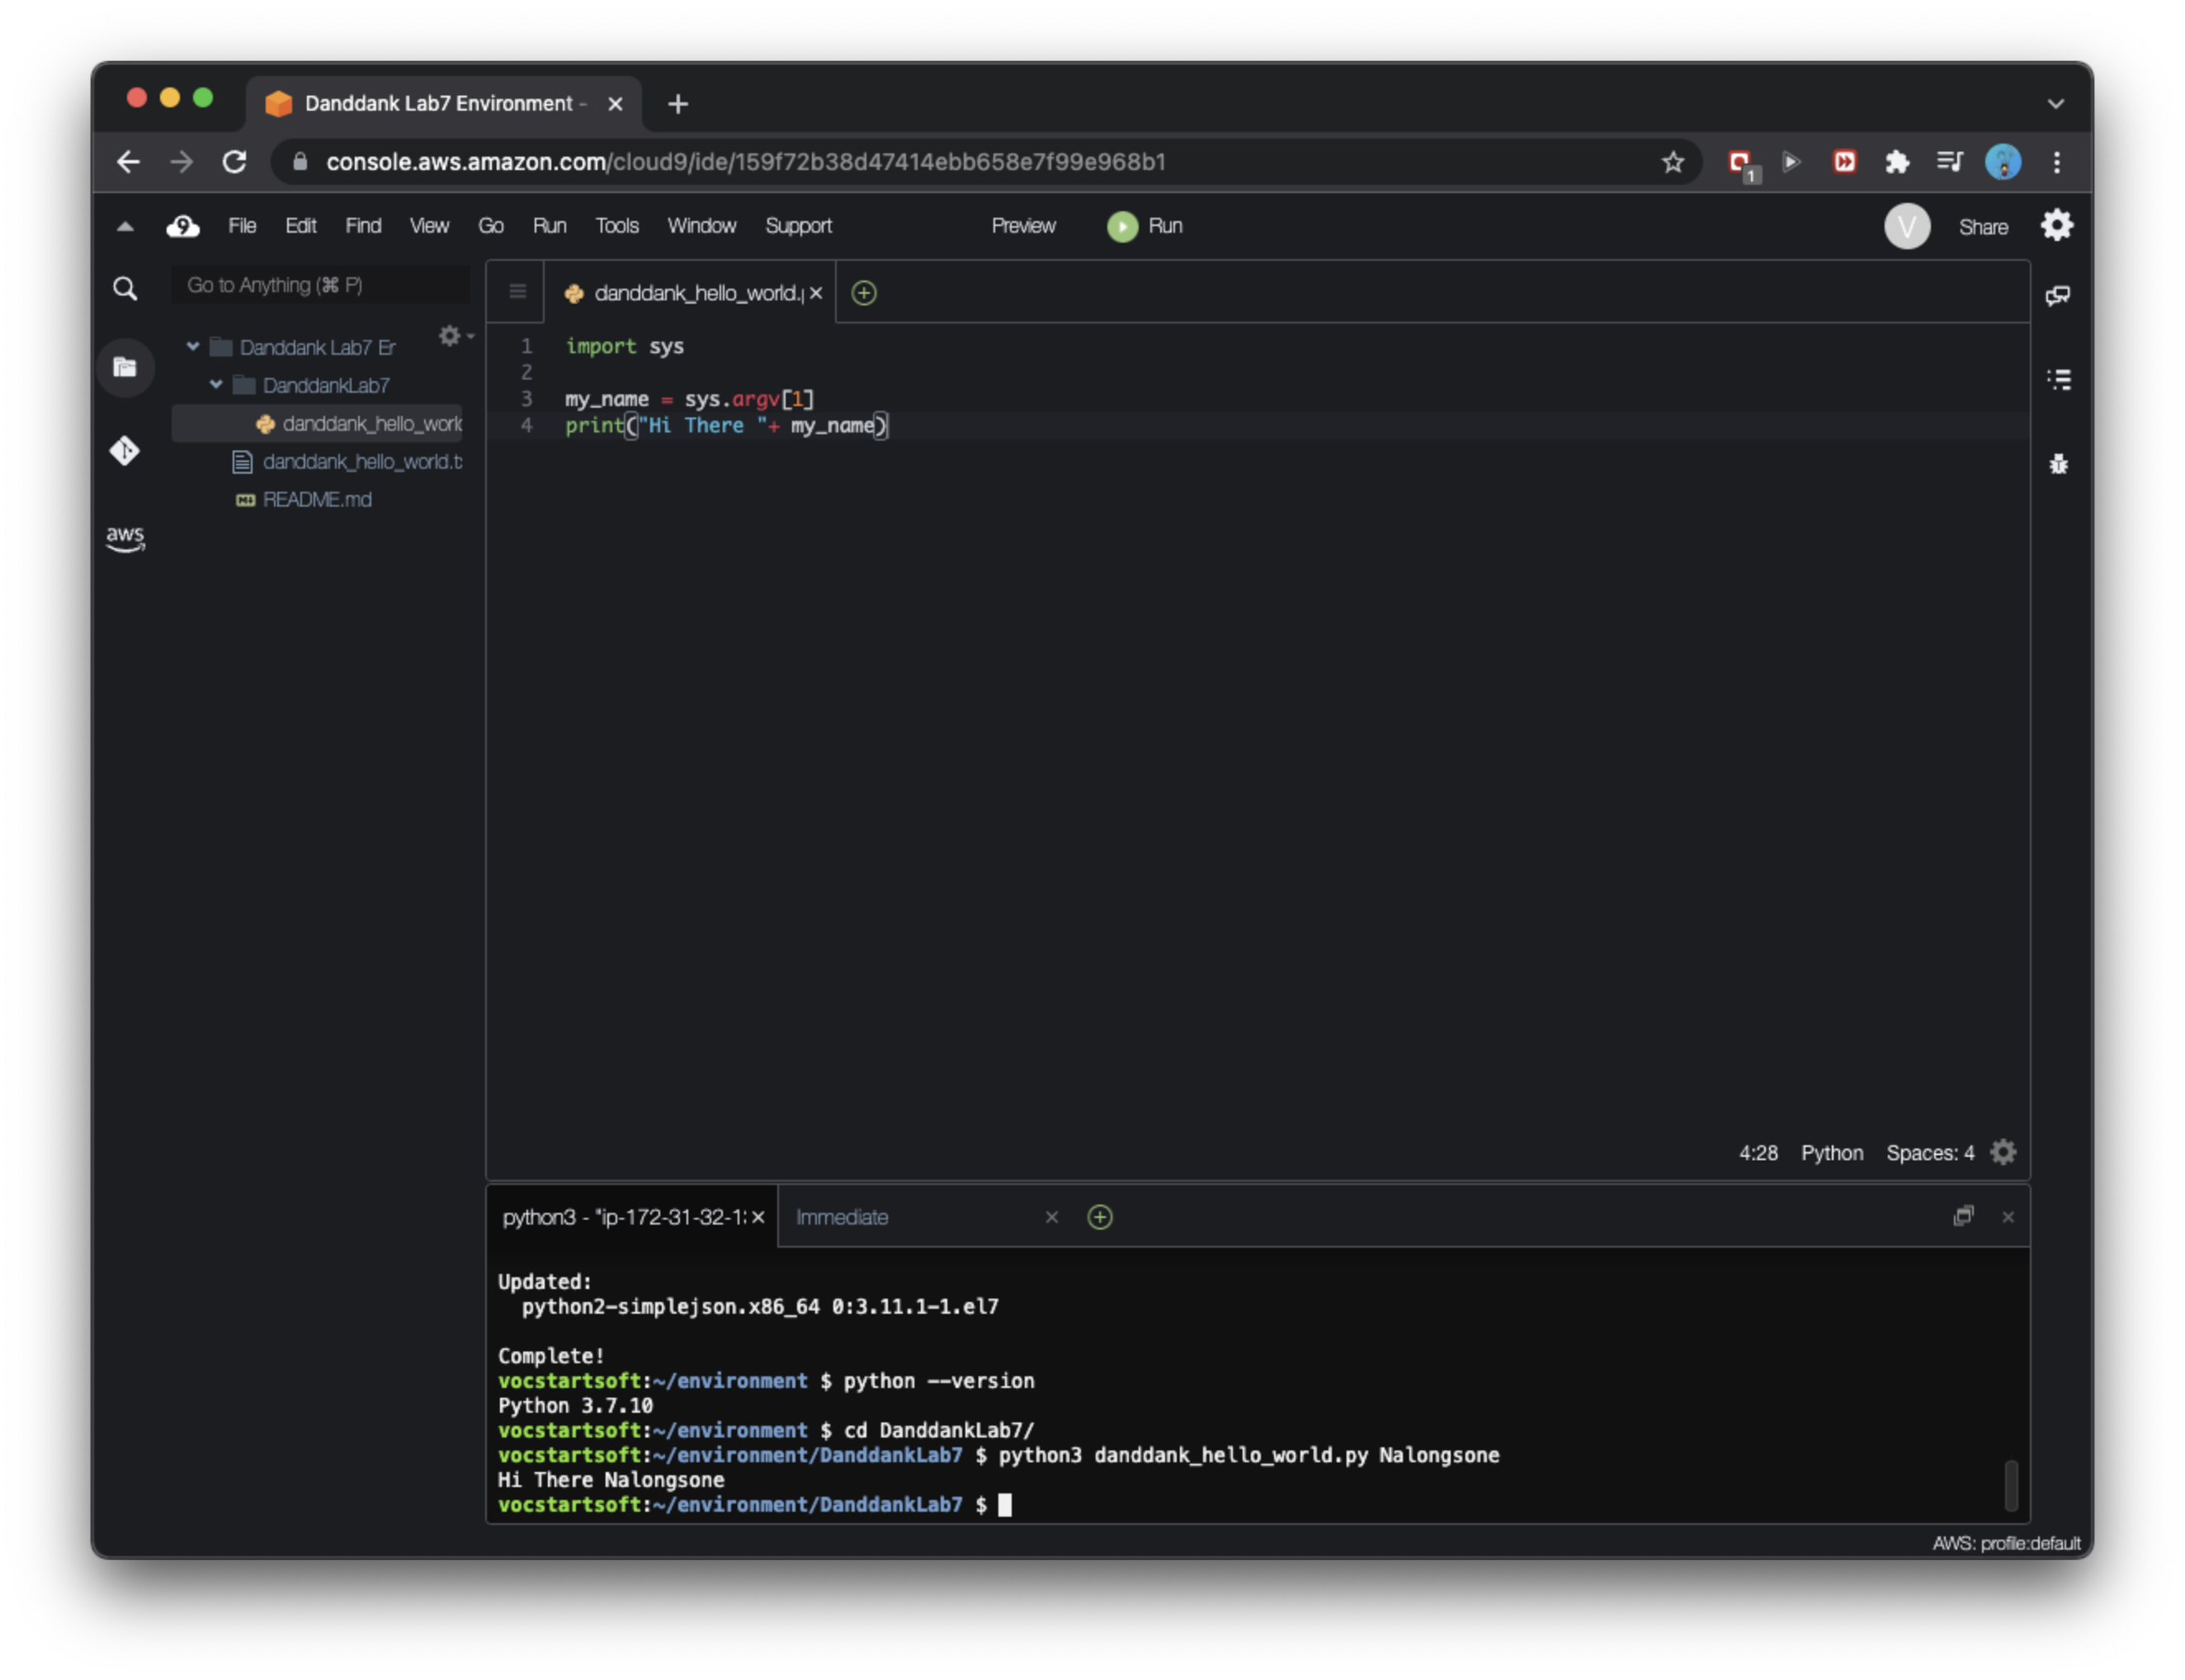 Danddank Lab7 Environment -
console.aws.amazon.com/cloud9/ide/159f72b38d47414ebb658e7f99e968b1
1
9 File Edit Find View Go Run Tools Window Support Preview Run V Share
Go to Anything (⌘ P)
Danddank Lab7 Er
DanddankLab7
danddank_hello_world
danddank_hello_world.t
README.md
aws
danddank_hello_world.
1 import sys
2
3 my_name = sys.argv[1]
4 print("Hi There "+ my_name)
4:28 Python Spaces: 4
python3 - "ip-172-31-32-1 Immediate
Updated:
python2-simplejson.x86_64 0:3.11.1-1.el7
Complete!
vocstartsoft:~/environment $ python --version
Python 3.7.10
vocstartsoft:~/environment $ cd DanddankLab7/
vocstartsoft:~/environment/DanddankLab7 $ python3 danddank_hello_world.py Nalongsone
Hi There Nalongsone
vocstartsoft:~/environment/DanddankLab7 $
AWS: profile:default